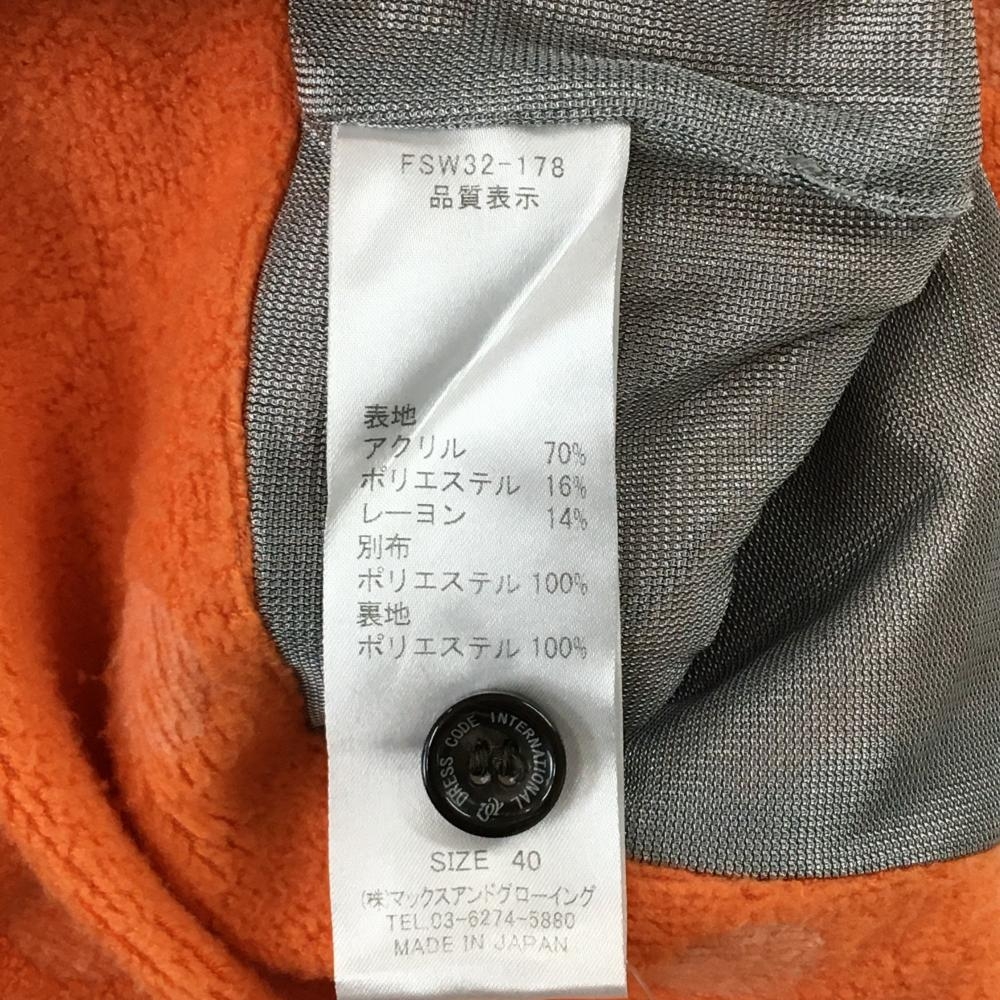 FSW32-178
品質表示
表地
アクリル 70%
ポリエステル 16%
レーヨン 14%
別布
ポリエステル 100%
裏地
ポリエステル 100%
DRESS CODE INTERNATIONAL
SIZE 40
(株)マックスアンドグローイング
TEL.03-6274-5880
MADE IN JAPAN